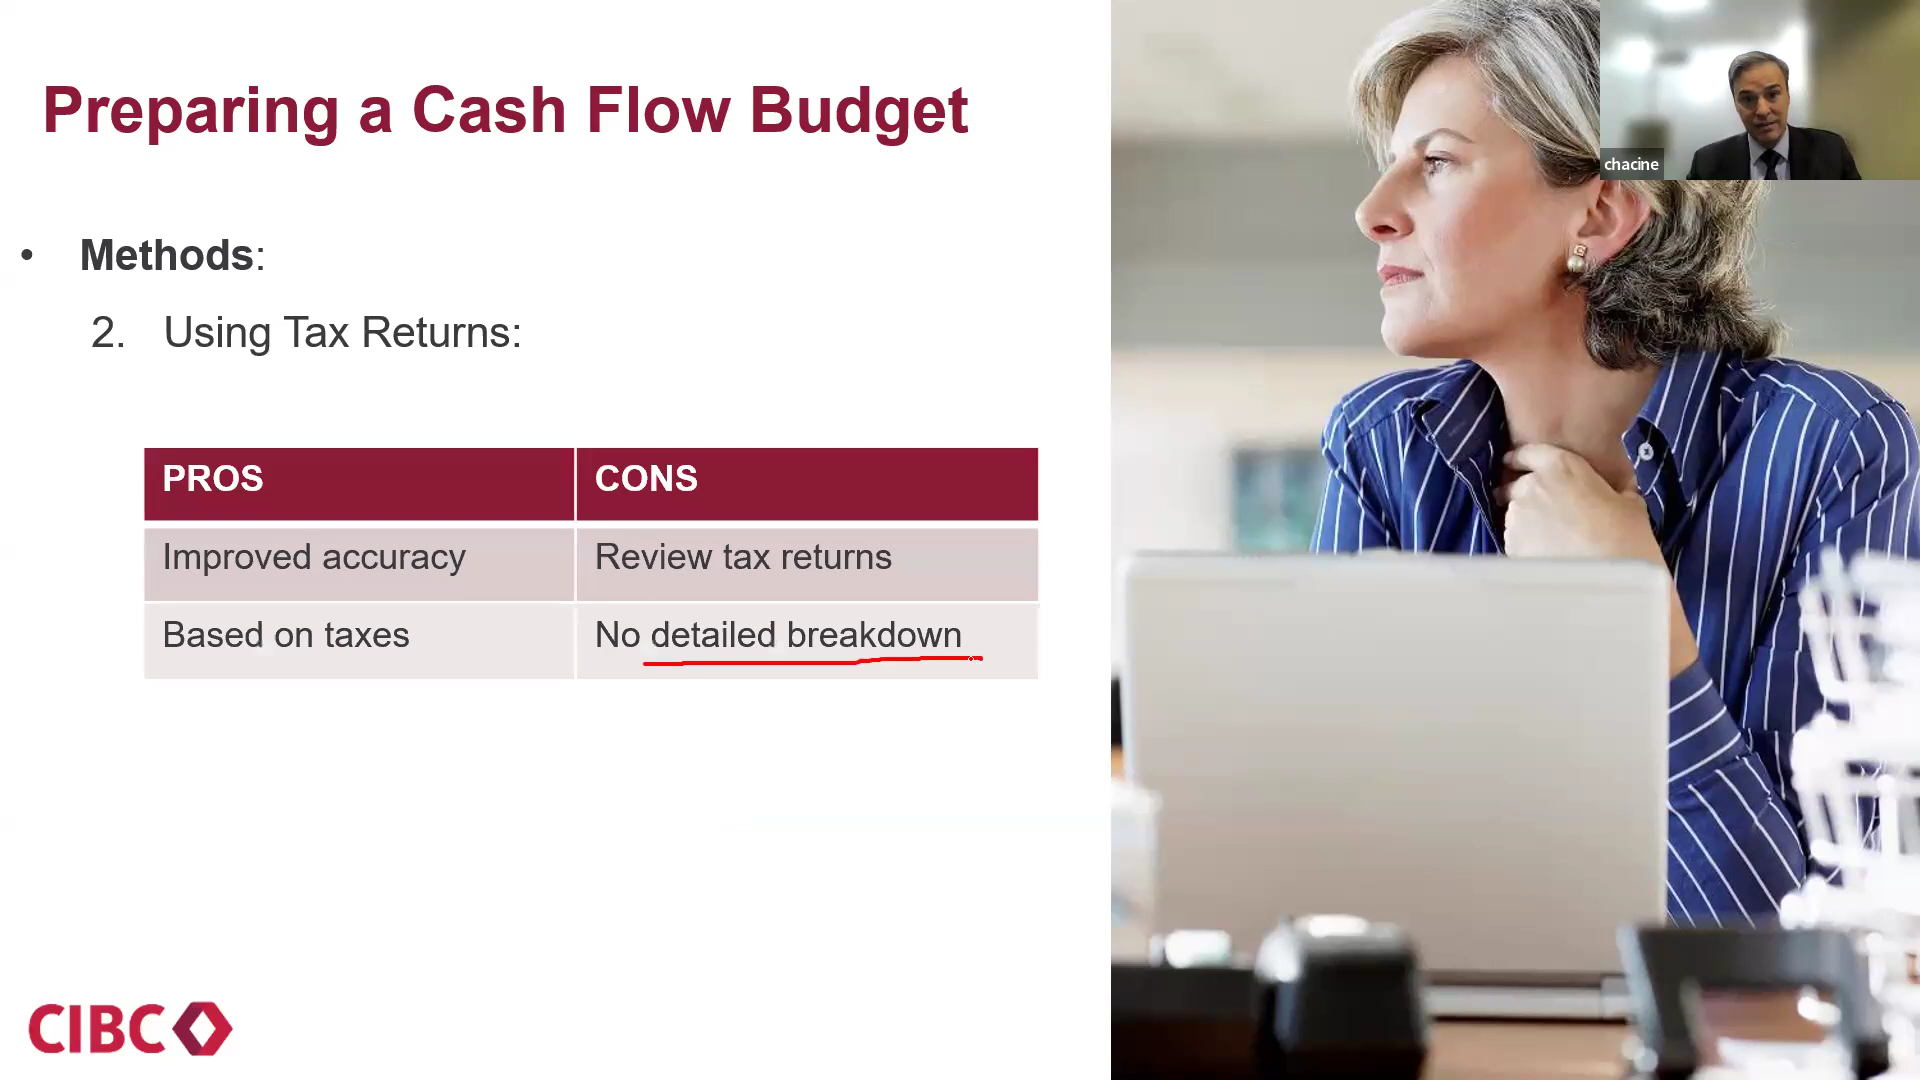 Preparing a Cash Flow Budget
chacine
• Methods:
2. Using Tax Returns:
PROS CONS
Improved accuracy Review tax returns
Based on taxes No detailed breakdown
CIBC